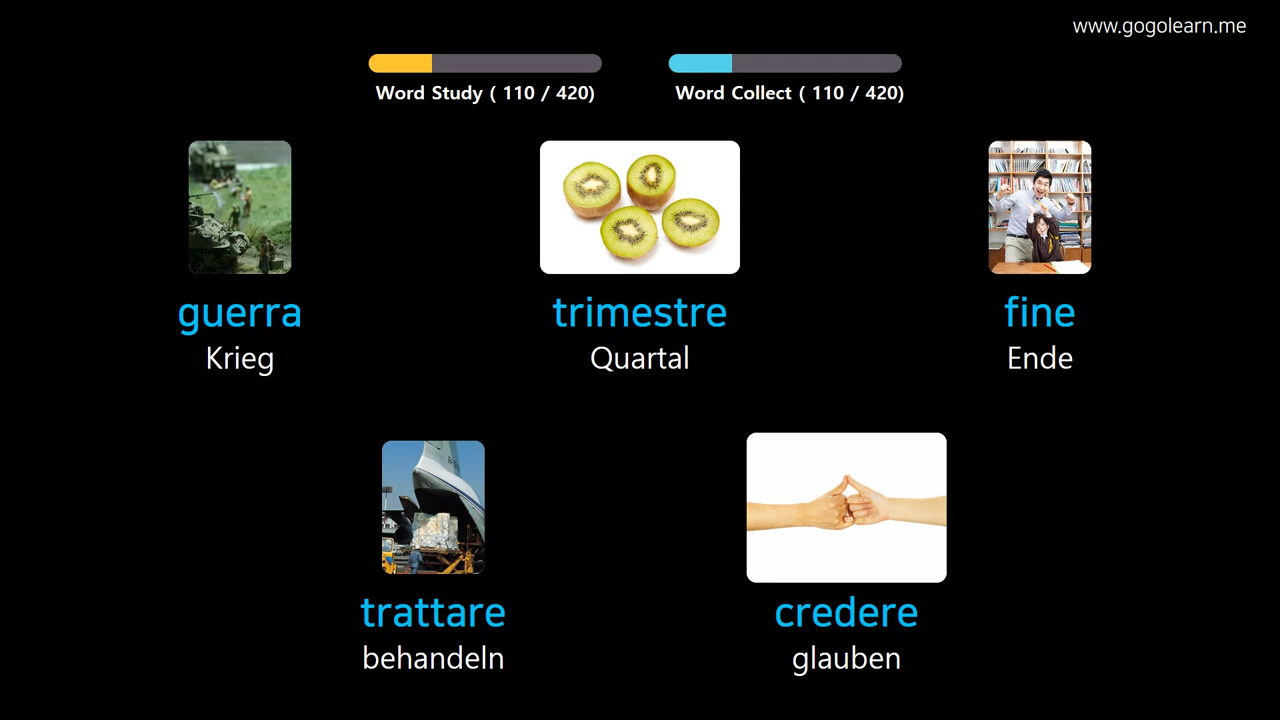 www.gogolearn.me
Word Study ( 110 / 420)
Word Collect ( 110 / 420)
guerra
Krieg
trimestre
Quartal
fine
Ende
trattare
behandeln
credere
glauben